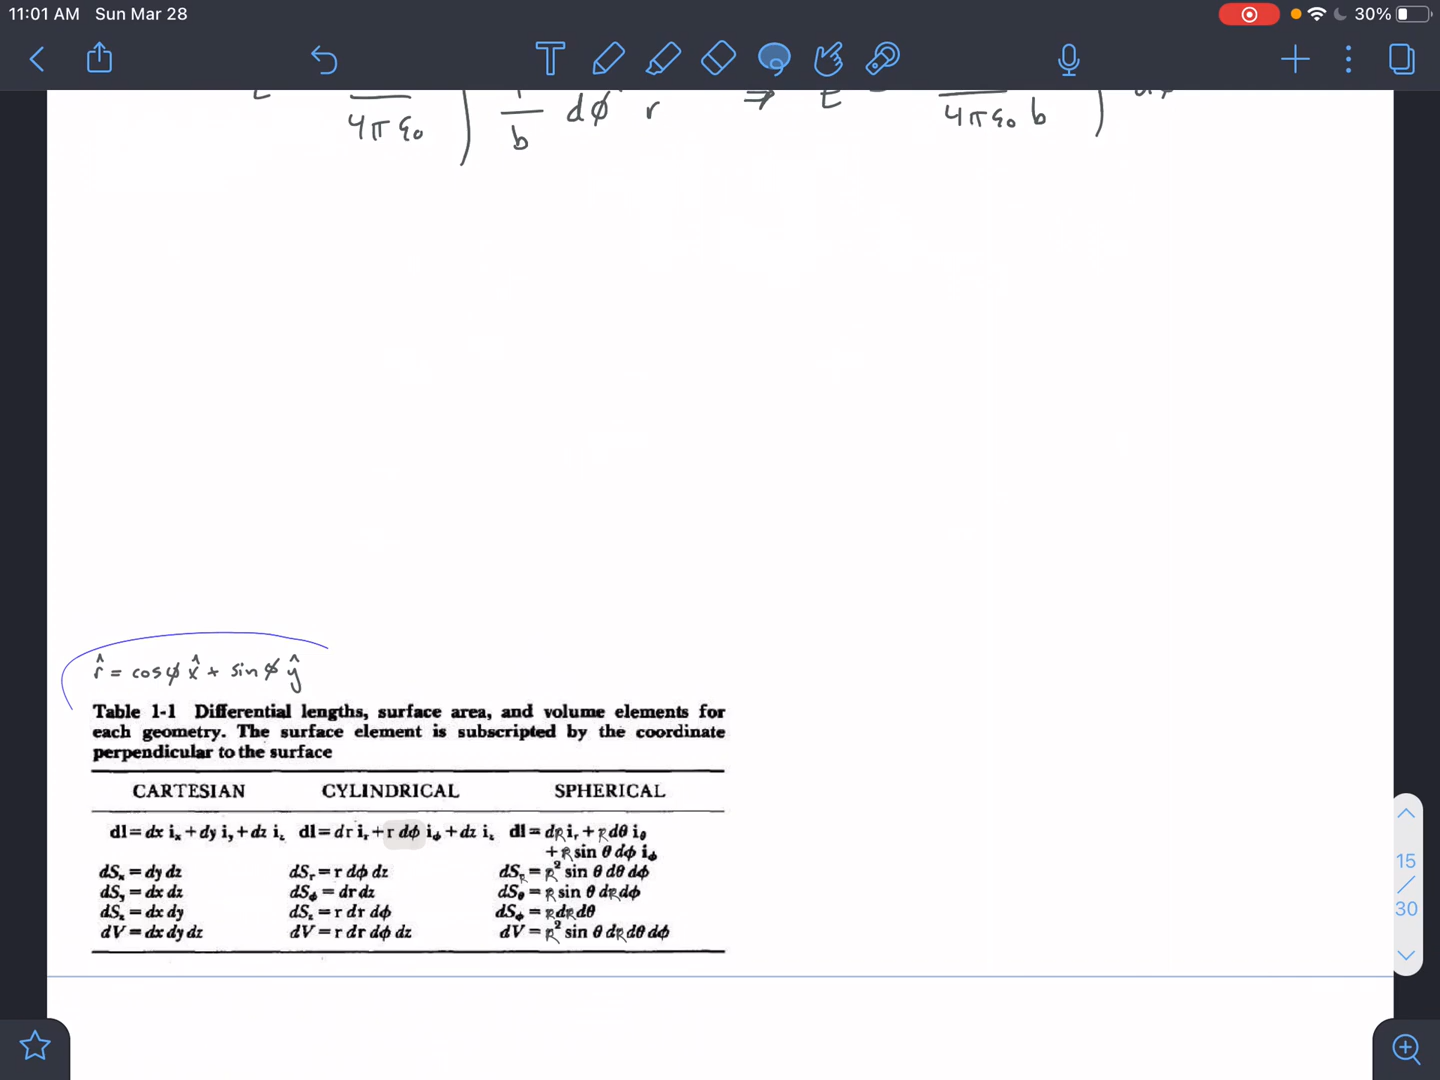 11:01 AM Sun Mar 28 30%
4πε₀ b dφ r ⇒ E 4πε₀ b
r̂ = cosφ x̂ + sinφ ŷ
Table 1-1 Differential lengths, surface area, and volume elements for
each geometry. The surface element is subscripted by the coordinate
perpendicular to the surface
CARTESIAN CYLINDRICAL SPHERICAL
dl = dx iₓ + dy i_y + dz i_z dl = dr i_r + r dφ i_φ + dz i_z dl = dR i_r + R dθ i_θ
+ R sin θ dφ i_φ
dSₓ = dy dz dS_r = r dφ dz dS_R = R² sin θ dθ dφ
dS_y = dx dz dS_φ = dr dz dS_θ = R sin θ dR dφ
dS_z = dx dy dS_z = r dr dφ dS_φ = R dR dθ
dV = dx dy dz dV = r dr dφ dz dV = R² sin θ dR dθ dφ
15
/
30